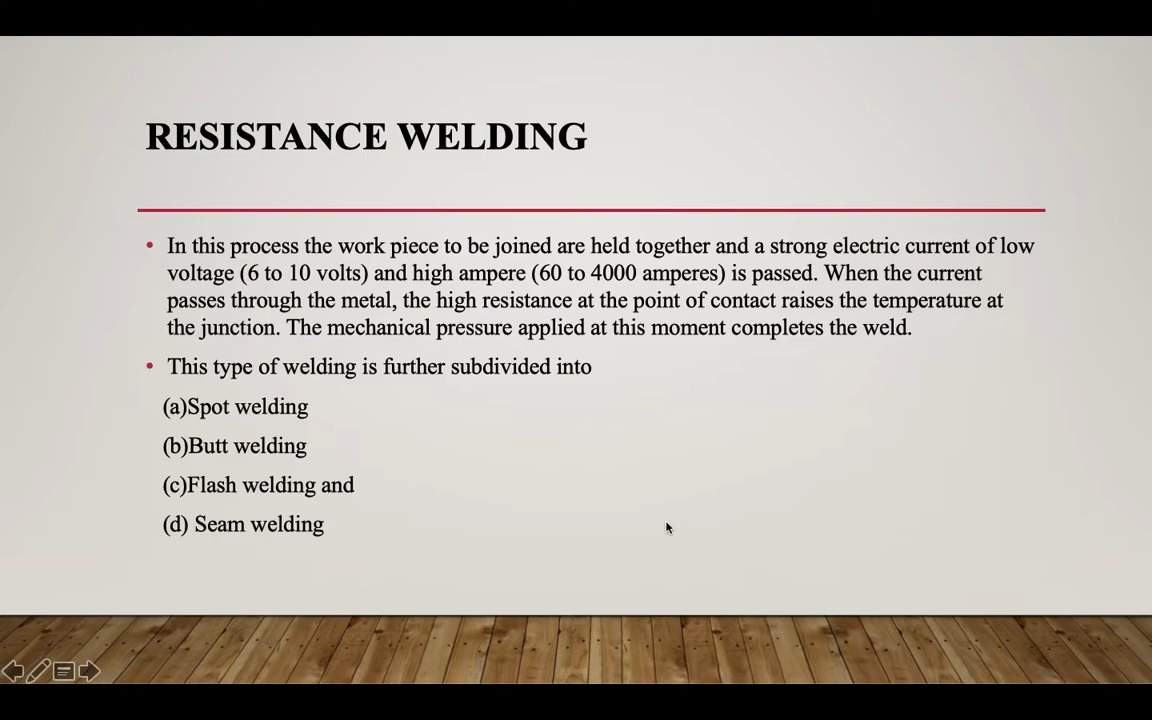 RESISTANCE WELDING
• In this process the work piece to be joined are held together and a strong electric current of low
voltage (6 to 10 volts) and high ampere (60 to 4000 amperes) is passed. When the current
passes through the metal, the high resistance at the point of contact raises the temperature at
the junction. The mechanical pressure applied at this moment completes the weld.
• This type of welding is further subdivided into
(a)Spot welding
(b)Butt welding
(c)Flash welding and
(d) Seam welding